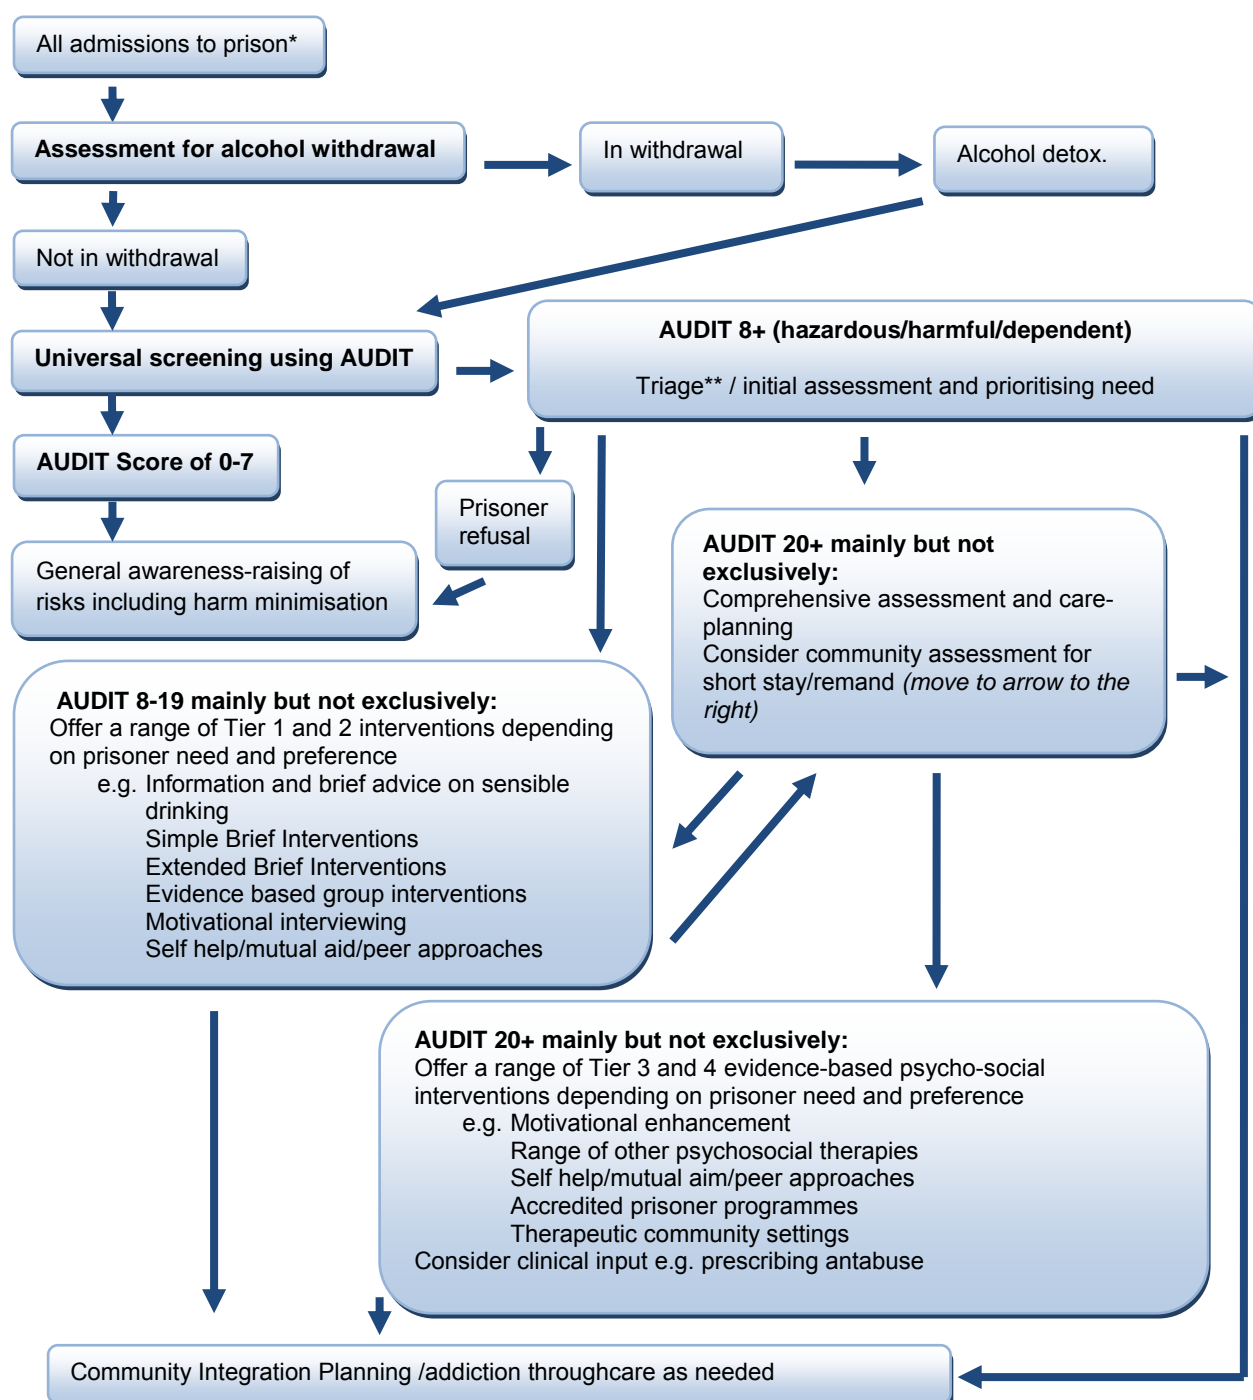 All admissions to prison*
Assessment for alcohol withdrawal
In withdrawal
Alcohol detox.
Not in withdrawal
Universal screening using AUDIT
AUDIT 8+ (hazardous/harmful/dependent)
Triage** / initial assessment and prioritising need
AUDIT Score of 0-7
Prisoner
refusal
General awareness-raising of
risks including harm minimisation
AUDIT 20+ mainly but not
exclusively:
Comprehensive assessment and care-
planning
Consider community assessment for
short stay/remand (move to arrow to the
right)
AUDIT 8-19 mainly but not exclusively:
Offer a range of Tier 1 and 2 interventions depending
on prisoner need and preference
e.g. Information and brief advice on sensible
drinking
Simple Brief Interventions
Extended Brief Interventions
Evidence based group interventions
Motivational interviewing
Self help/mutual aid/peer approaches
AUDIT 20+ mainly but not exclusively:
Offer a range of Tier 3 and 4 evidence-based psycho-social
interventions depending on prisoner need and preference
e.g. Motivational enhancement
Range of other psychosocial therapies
Self help/mutual aim/peer approaches
Accredited prisoner programmes
Therapeutic community settings
Consider clinical input e.g. prescribing antabuse
Community Integration Planning /addiction throughcare as needed